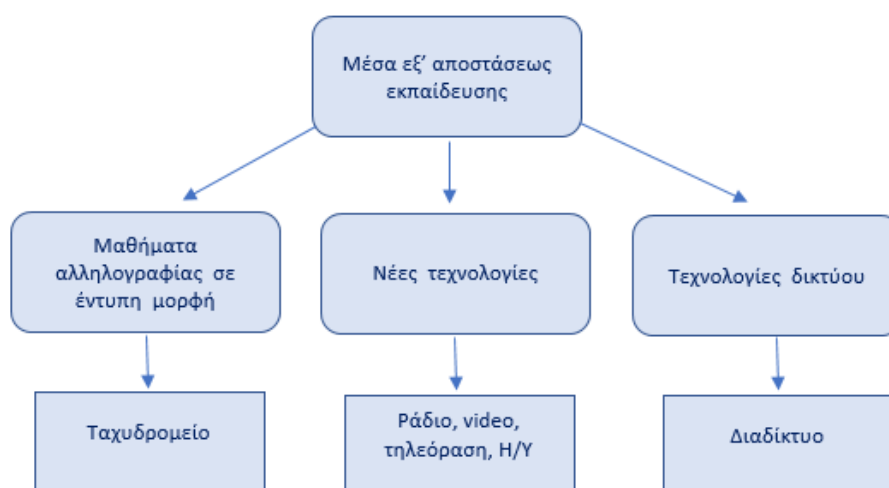 Μέσα εξ’ αποστάσεως
εκπαίδευσης
Μαθήματα
αλληλογραφίας σε
έντυπη μορφή
Νέες τεχνολογίες
Τεχνολογίες δικτύου
Ταχυδρομείο
Ράδιο, video,
τηλεόραση, Η/Υ
Διαδίκτυο